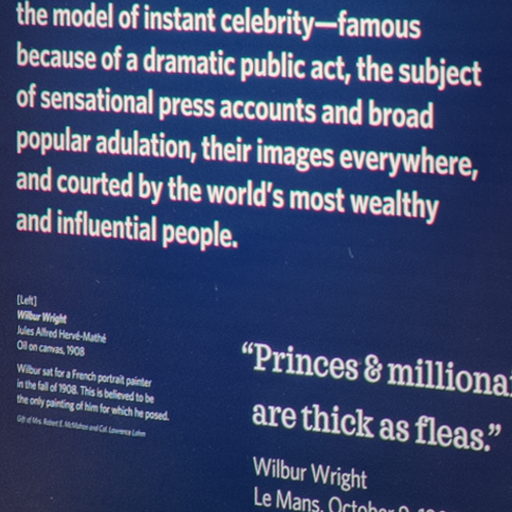 the model of instant celebrity—famous
because of a dramatic public act, the subject
of sensational press accounts and broad
popular adulation, their images everywhere,
and courted by the world's most wealthy
and influential people.
[Left]
Wilbur Wright
Jules Alfred Hervé-Mathé
Oil on canvas, 1908
Wilbur sat for a French portrait painter
in the fall of 1908. This is believed to be
the only painting of him for which he posed.
Gift of Mrs. Robert E. McMahon and Col. Lawrence Lahm
“Princes & milliona
are thick as fleas.”
Wilbur Wright
Le Mans, October 9,